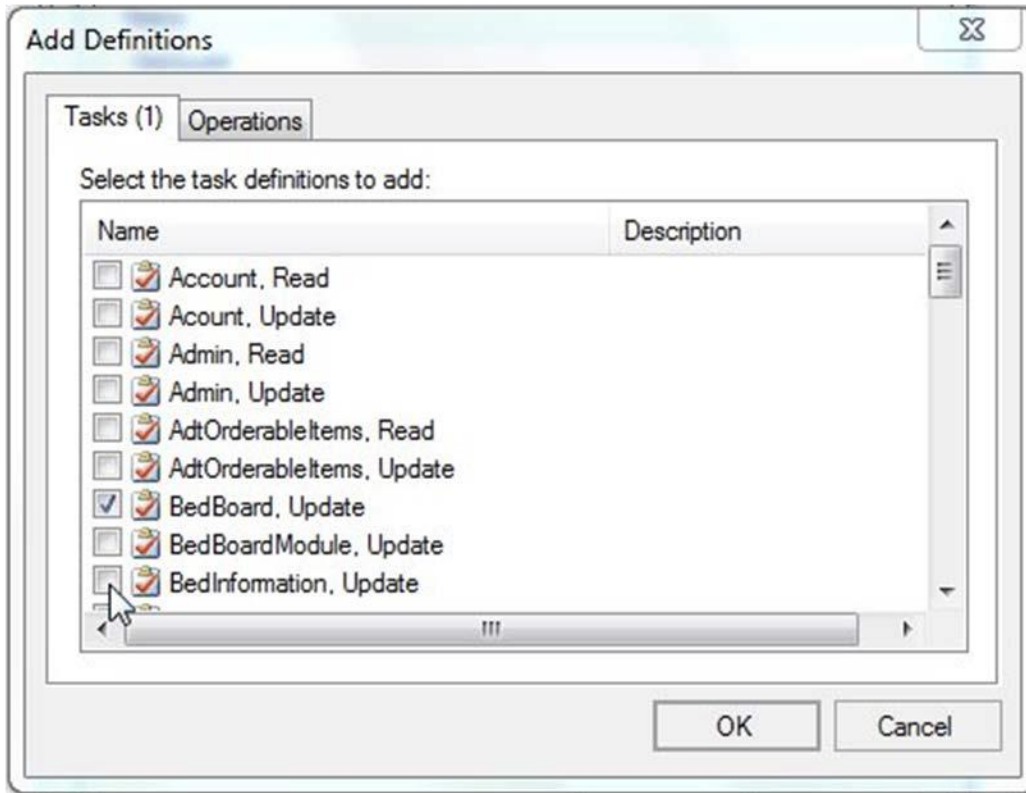 Add Definitions
Tasks (1) Operations
Select the task definitions to add:
Name Description
Account, Read
Acount, Update
Admin, Read
Admin, Update
AdtOrderableItems, Read
AdtOrderableItems, Update
BedBoard, Update
BedBoardModule, Update
BedInformation, Update
OK Cancel